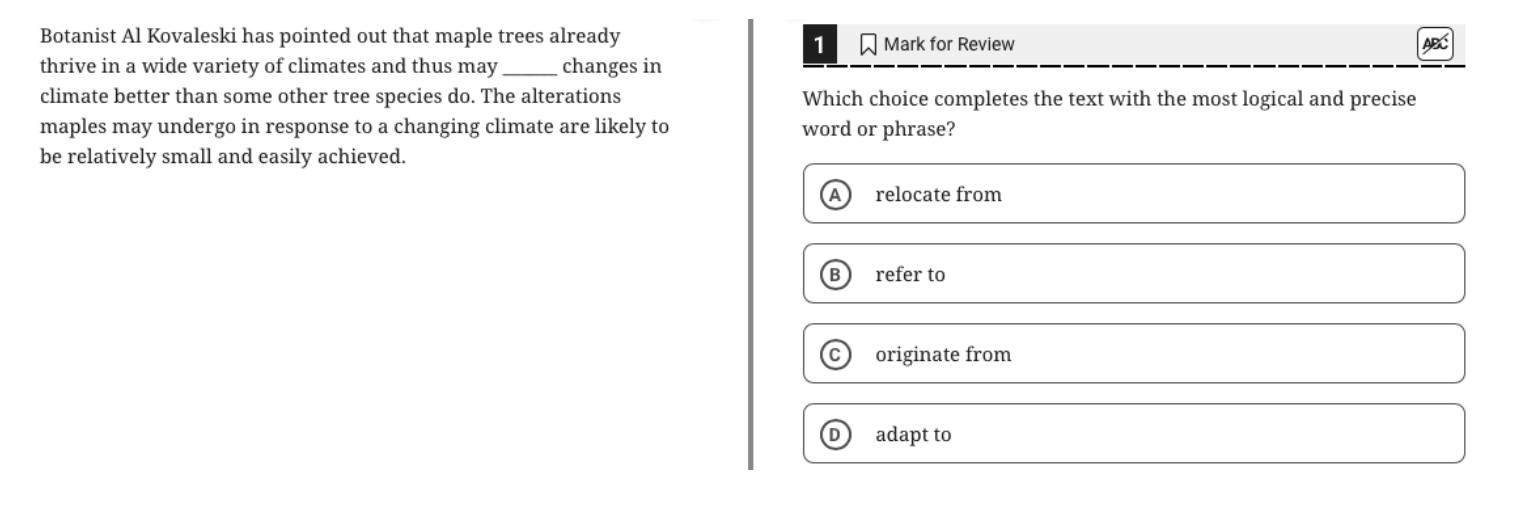 Botanist Al Kovaleski has pointed out that maple trees already
thrive in a wide variety of climates and thus may ______ changes in
climate better than some other tree species do. The alterations
maples may undergo in response to a changing climate are likely to
be relatively small and easily achieved.
1 Mark for Review ABC
Which choice completes the text with the most logical and precise
word or phrase?
A relocate from
B refer to
C originate from
D adapt to